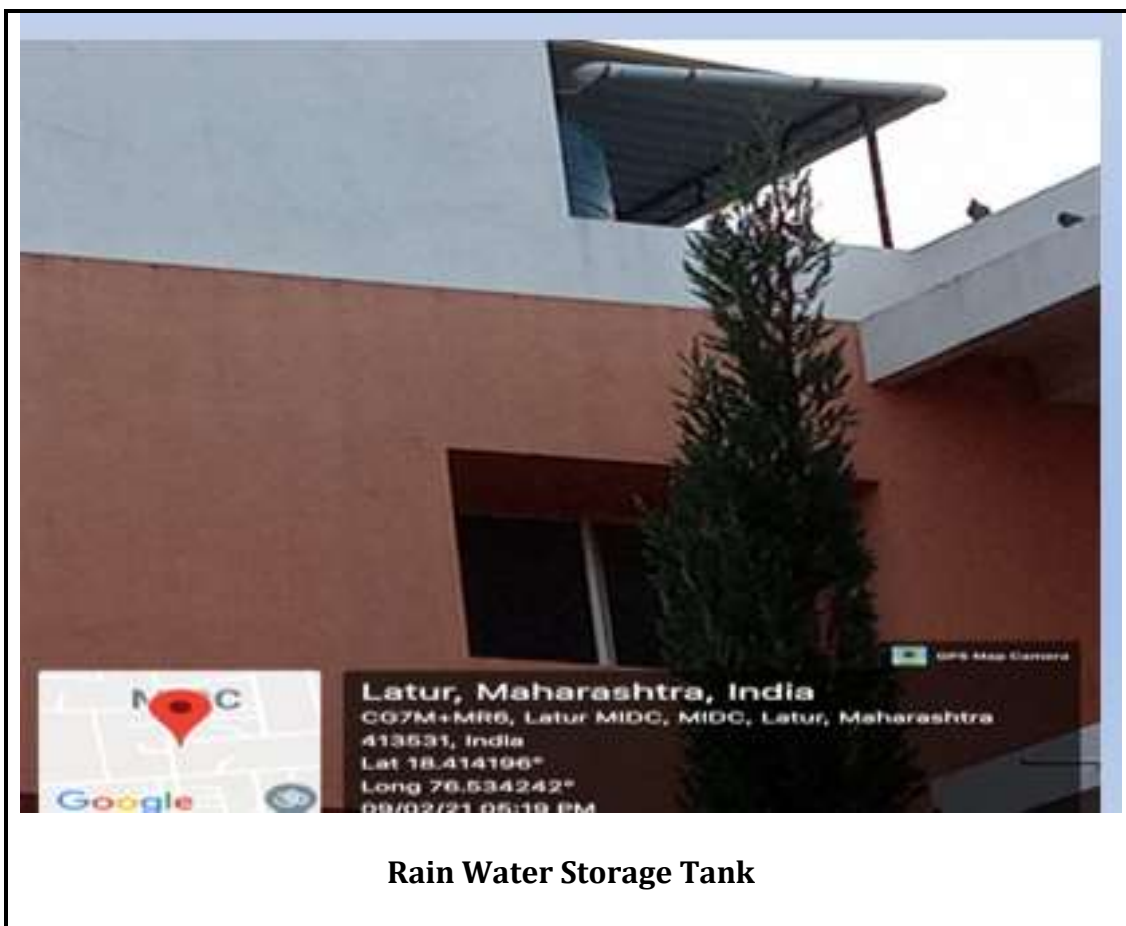 GPS Map Camera
Latur, Maharashtra, India
CG7M+MR6, Latur MIDC, MIDC, Latur, Maharashtra
413531, India
Lat 18.414196°
Long 76.534242°
09/02/21 05:19 PM
Google
Rain Water Storage Tank